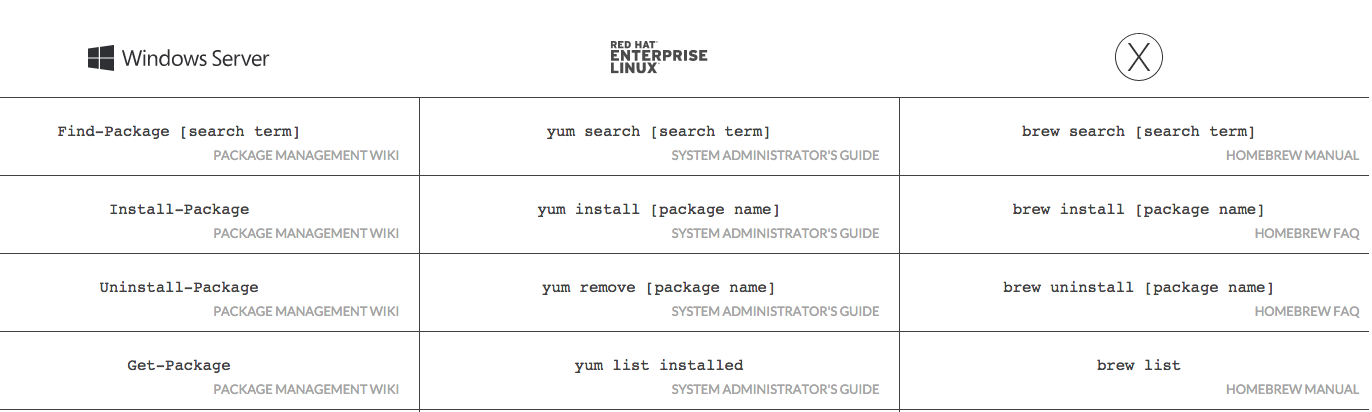 Windows Server
RED HAT
ENTERPRISE
LINUX
X
Find-Package [search term]
PACKAGE MANAGEMENT WIKI
yum search [search term]
SYSTEM ADMINISTRATOR'S GUIDE
brew search [search term]
HOMEBREW MANUAL
Install-Package
PACKAGE MANAGEMENT WIKI
yum install [package name]
SYSTEM ADMINISTRATOR'S GUIDE
brew install [package name]
HOMEBREW FAQ
Uninstall-Package
PACKAGE MANAGEMENT WIKI
yum remove [package name]
SYSTEM ADMINISTRATOR'S GUIDE
brew uninstall [package name]
HOMEBREW FAQ
Get-Package
PACKAGE MANAGEMENT WIKI
yum list installed
SYSTEM ADMINISTRATOR'S GUIDE
brew list
HOMEBREW MANUAL